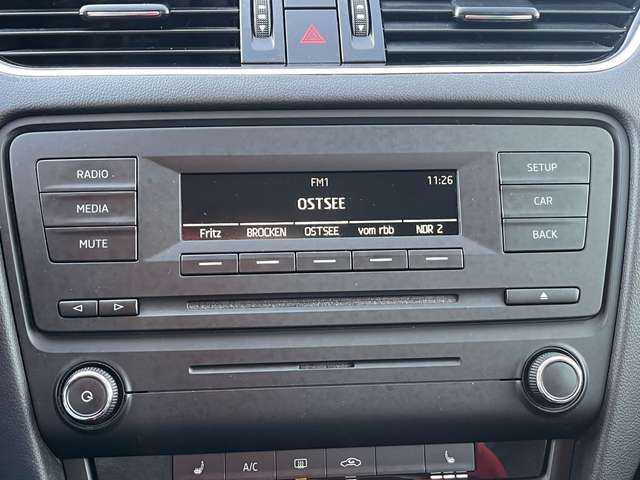 RADIO
MEDIA
MUTE
FM1 11:26
OSTSEE
Fritz BROCKEN OSTSEE vom rbb NDR 2
SETUP
CAR
BACK
A/C